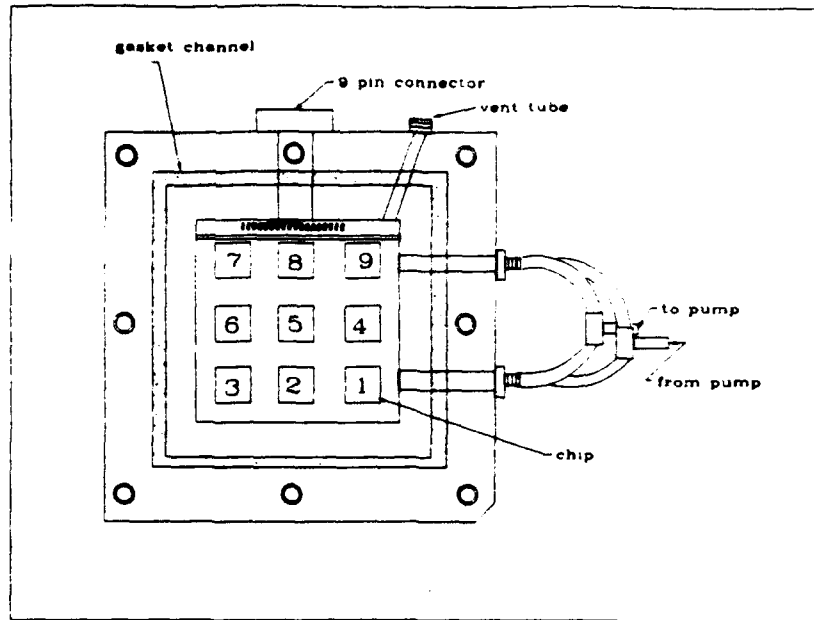 gasket channel
9 pin connector
vent tube
7 8 9
6 5 4
to pump
3 2 1
from pump
chip